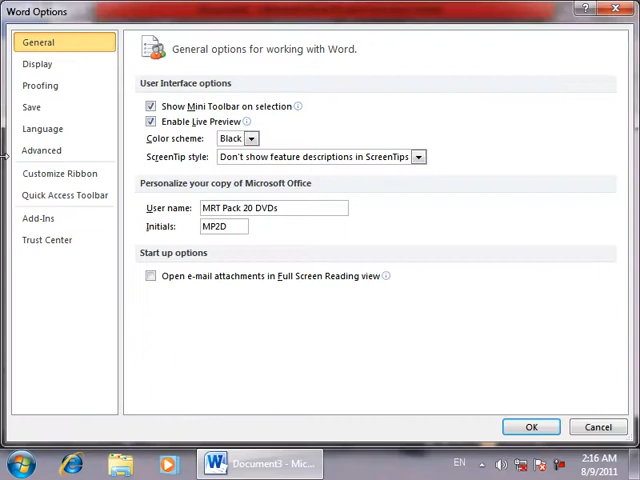 Word Options
General
Display
Proofing
Save
Language
Advanced
Customize Ribbon
Quick Access Toolbar
Add-Ins
Trust Center
General options for working with Word.
User Interface options
Show Mini Toolbar on selection
Enable Live Preview
Color scheme: Black
ScreenTip style: Don't show feature descriptions in ScreenTips
Personalize your copy of Microsoft Office
User name: MRT Pack 20 DVDs
Initials: MP2D
Start up options
Open e-mail attachments in Full Screen Reading view
OK Cancel
Document3 - Mic...
EN
2:16 AM
8/9/2011